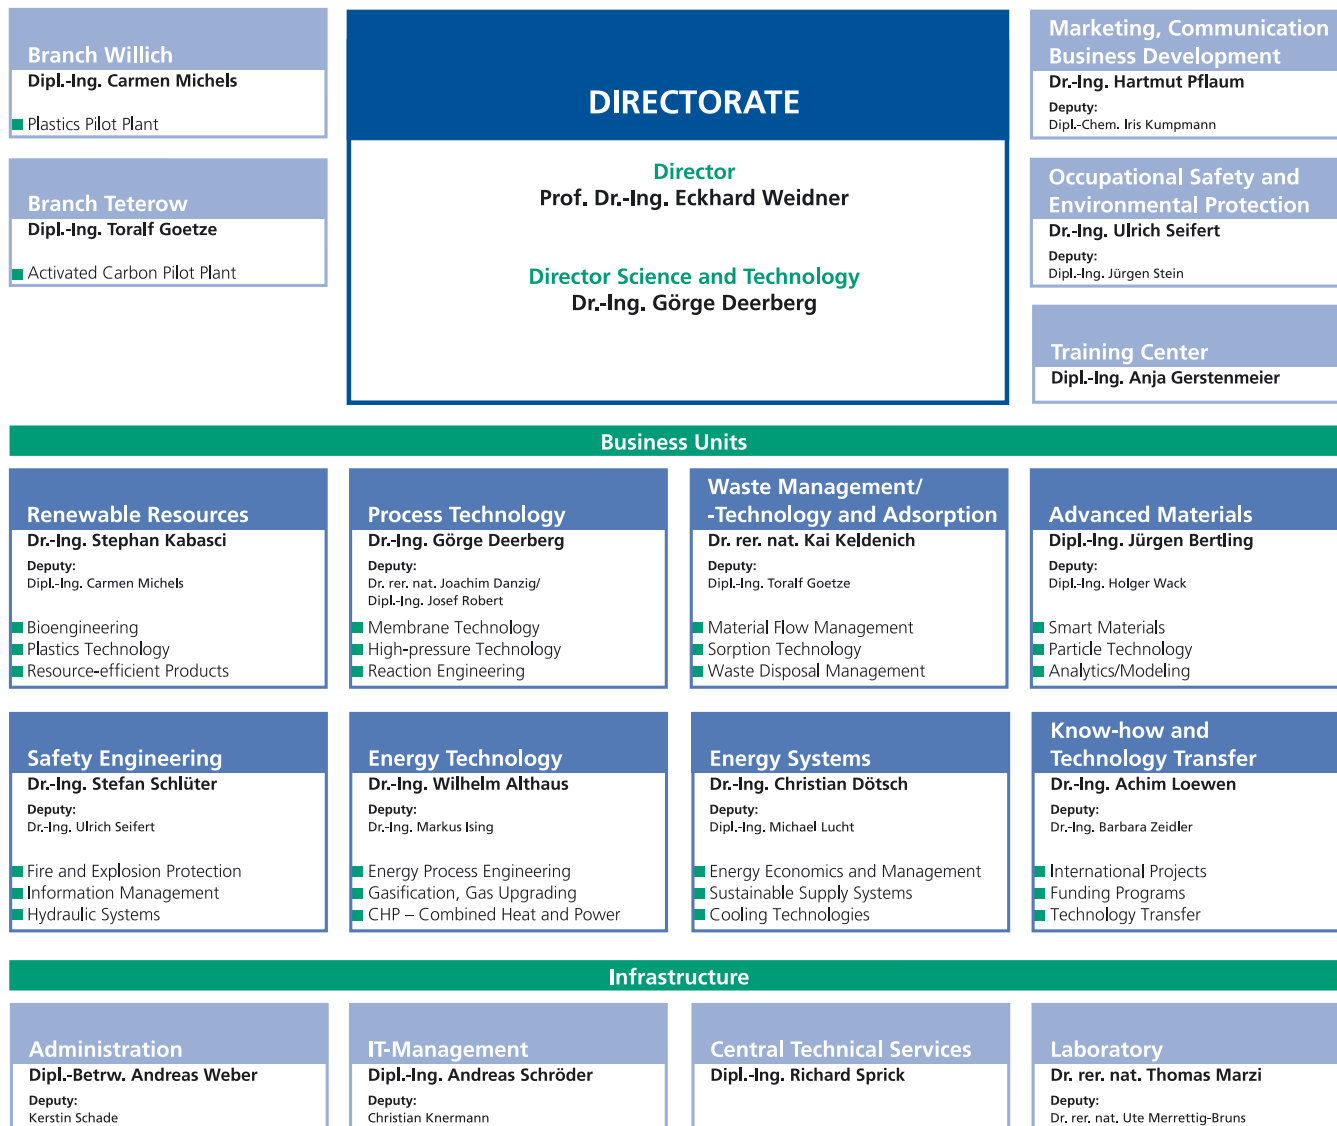 Branch Willich
Dipl.-Ing. Carmen Michels
Plastics Pilot Plant
Branch Teterow
Dipl.-Ing. Toralf Goetze
Activated Carbon Pilot Plant
DIRECTORATE
Director
Prof. Dr.-Ing. Eckhard Weidner
Director Science and Technology
Dr.-Ing. Görge Deerberg
Marketing, Communication
Business Development
Dr.-Ing. Hartmut Pflaum
Deputy:
Dipl.-Chem. Iris Kumpmann
Occupational Safety and
Environmental Protection
Dr.-Ing. Ulrich Seifert
Deputy:
Dipl.-Ing. Jürgen Stein
Training Center
Dipl.-Ing. Anja Gerstenmeier
Business Units
Renewable Resources
Dr.-Ing. Stephan Kabasci
Deputy:
Dipl.-Ing. Carmen Michels
Bioengineering
Plastics Technology
Resource-efficient Products
Process Technology
Dr.-Ing. Görge Deerberg
Deputy:
Dr. rer. nat. Joachim Danzig/
Dipl.-Ing. Josef Robert
Membrane Technology
High-pressure Technology
Reaction Engineering
Waste Management/
-Technology and Adsorption
Dr. rer. nat. Kai Keldenich
Deputy:
Dipl.-Ing. Toralf Goetze
Material Flow Management
Sorption Technology
Waste Disposal Management
Advanced Materials
Dipl.-Ing. Jürgen Bertling
Deputy:
Dipl.-Ing. Holger Wack
Smart Materials
Particle Technology
Analytics/Modeling
Safety Engineering
Dr.-Ing. Stefan Schlüter
Deputy:
Dr.-Ing. Ulrich Seifert
Fire and Explosion Protection
Information Management
Hydraulic Systems
Energy Technology
Dr.-Ing. Wilhelm Althaus
Deputy:
Dr.-Ing. Markus Ising
Energy Process Engineering
Gasification, Gas Upgrading
CHP – Combined Heat and Power
Energy Systems
Dr.-Ing. Christian Dötsch
Deputy:
Dipl.-Ing. Michael Lucht
Energy Economics and Management
Sustainable Supply Systems
Cooling Technologies
Know-how and
Technology Transfer
Dr.-Ing. Achim Loewen
Deputy:
Dr.-Ing. Barbara Zeidler
International Projects
Funding Programs
Technology Transfer
Infrastructure
Administration
Dipl.-Betrw. Andreas Weber
Deputy:
Kerstin Schade
IT-Management
Dipl.-Ing. Andreas Schröder
Deputy:
Christian Knermann
Central Technical Services
Dipl.-Ing. Richard Sprick
Laboratory
Dr. rer. nat. Thomas Marzi
Deputy:
Dr. rer. nat. Ute Merrettig-Bruns